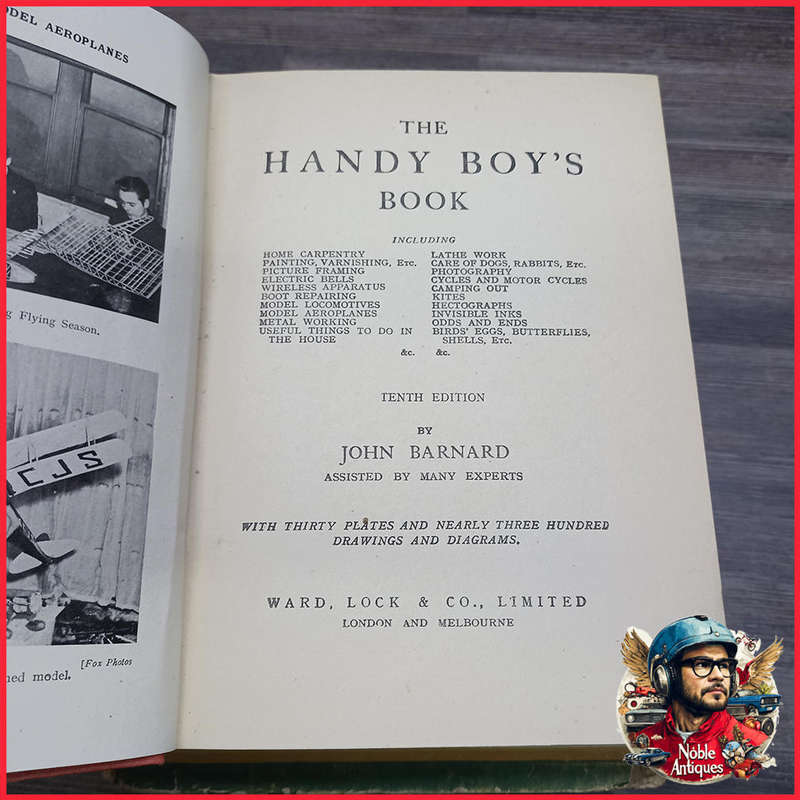 ODEL AEROPLANES
g Flying Season.
CJS
[Fox Photos
ned model.
THE
HANDY BOY'S
BOOK
INCLUDING
HOME CARPENTRY
PAINTING, VARNISHING, ETC.
PICTURE FRAMING
ELECTRIC BELLS
WIRELESS APPARATUS
BOOT REPAIRING
MODEL LOCOMOTIVES
MODEL AEROPLANES
METAL WORKING
USEFUL THINGS TO DO IN
THE HOUSE
&c.
LATHE WORK
CARE OF DOGS, RABBITS, ETC.
PHOTOGRAPHY
CYCLES AND MOTOR CYCLES
CAMPING OUT
KITES
HECTOGRAPHS
INVISIBLE INKS
ODDS AND ENDS
BIRDS' EGGS, BUTTERFLIES,
SHELLS, ETC.
&c.
TENTH EDITION
BY
JOHN BARNARD
ASSISTED BY MANY EXPERTS
WITH THIRTY PLATES AND NEARLY THREE HUNDRED
DRAWINGS AND DIAGRAMS.
WARD, LOCK & CO., LIMITED
LONDON AND MELBOURNE
Noble
Antiques